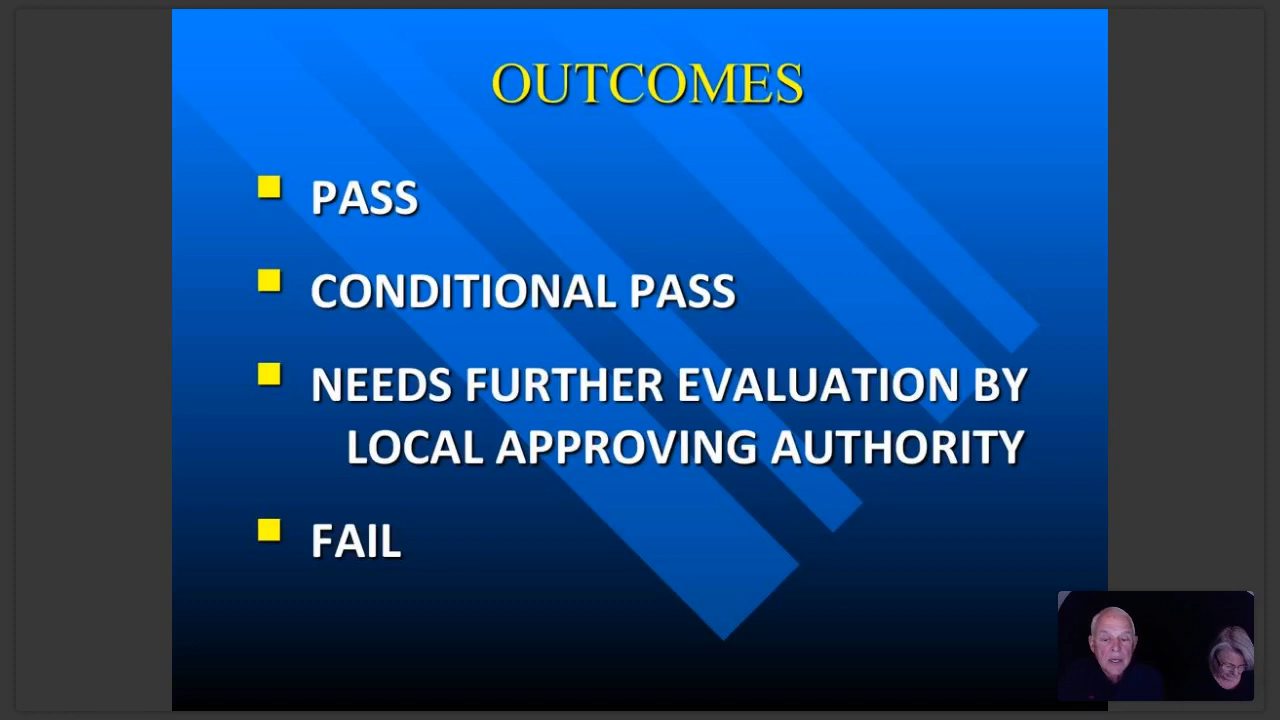 OUTCOMES
PASS
CONDITIONAL PASS
NEEDS FURTHER EVALUATION BY
LOCAL APPROVING AUTHORITY
FAIL